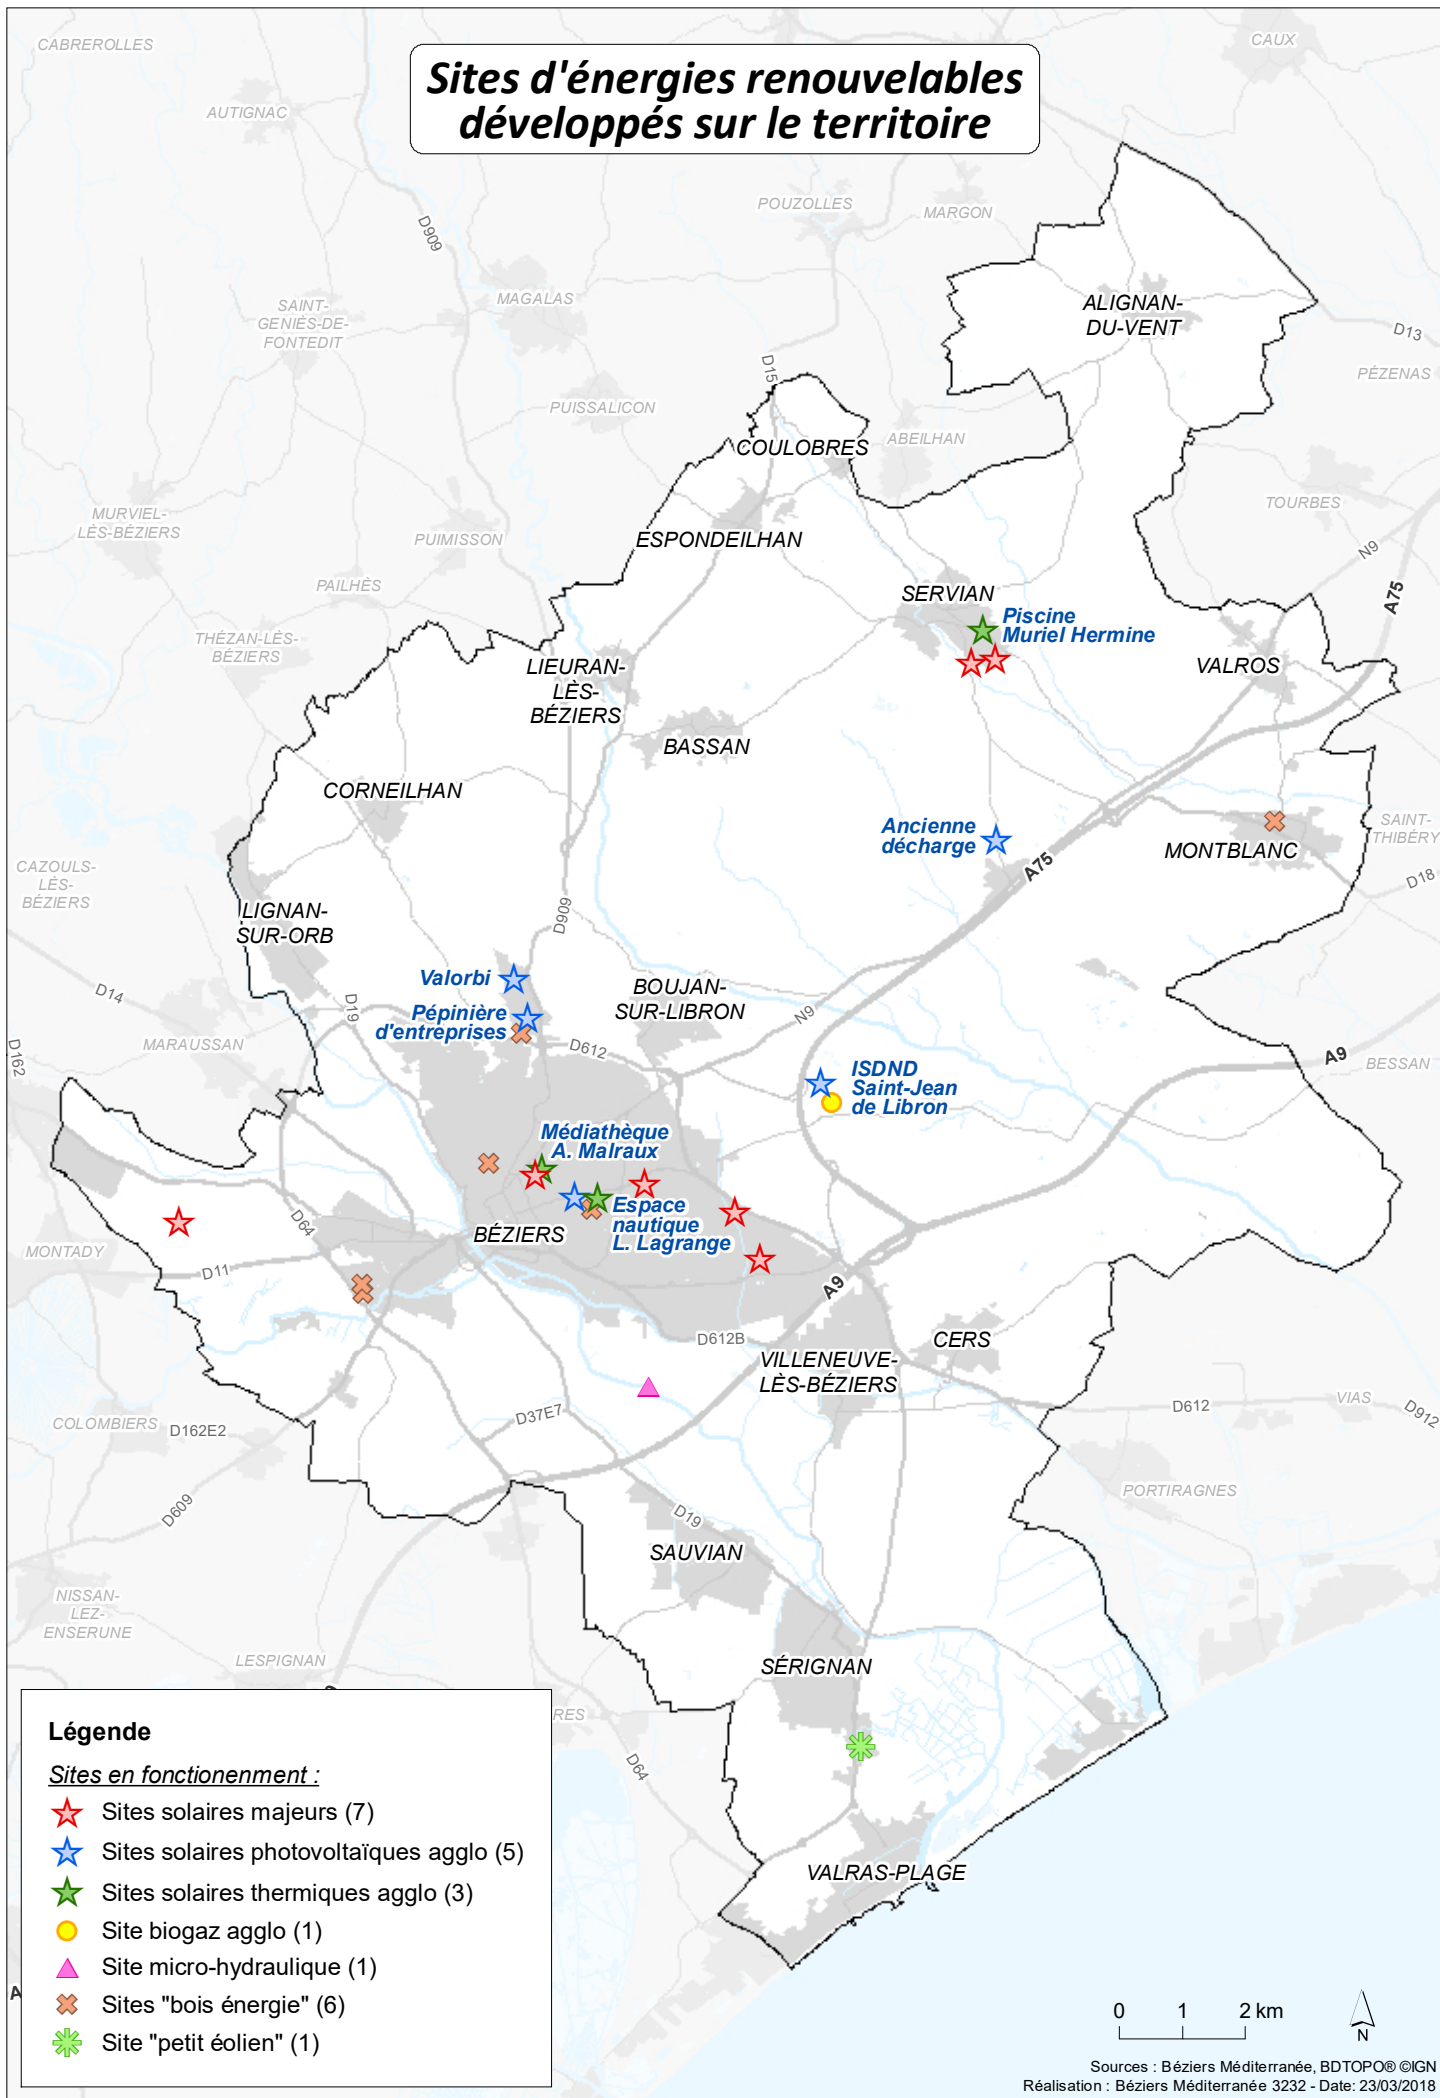 Sites d'énergies renouvelables
développés sur le territoire
CABREROLLES
CAUX
AUTIGNAC
POUZOLLES
MARGON
D909
MAGALAS
SAINT-
GENIÈS-DE-
FONTEDIT
ALIGNAN-
DU-VENT
D13
D15
PÉZENAS
PUISSALICON
ABEILHAN
COULOBRES
MURVIEL-
LÈS-BÉZIERS
PUIMISSON
ESPONDEILHAN
TOURBES
N9
A75
PAILHÈS
SERVIAN
Piscine
Muriel Hermine
THÉZAN-LÈS-
BÉZIERS
LIEURAN-
LÈS-
BÉZIERS
VALROS
BASSAN
CORNEILHAN
Ancienne
décharge
A75
MONTBLANC
SAINT-
THIBÉRY
D18
CAZOULS-
LÈS-
BÉZIERS
LIGNAN-
SUR-ORB
D909
Valorbi
D14
D19
BOUJAN-
SUR-LIBRON
Pépinière
d'entreprises
N9
D612
MARAUSSAN
D162
A9
BESSAN
ISDND
Saint-Jean
de Libron
Médiathèque
A. Malraux
Espace
nautique
L. Lagrange
D64
BÉZIERS
MONTADY
D11
A9
D612B
CERS
VILLENEUVE-
LÈS-BÉZIERS
COLOMBIERS
D162E2
D37E7
D612
VIAS
D912
PORTIRAGNES
D609
D19
SAUVIAN
NISSAN-
LEZ-
ENSERUNE
LESPIGNAN
SÉRIGNAN
RES
D64
VALRAS-PLAGE
Légende
Sites en fonctionenment :
Sites solaires majeurs (7)
Sites solaires photovoltaïques agglo (5)
Sites solaires thermiques agglo (3)
Site biogaz agglo (1)
Site micro-hydraulique (1)
Sites "bois énergie" (6)
Site "petit éolien" (1)
A
0 1 2 km
N
Sources : Béziers Méditerranée, BDTOPO® ©IGN
Réalisation : Béziers Méditerranée 3232 - Date: 23/03/2018